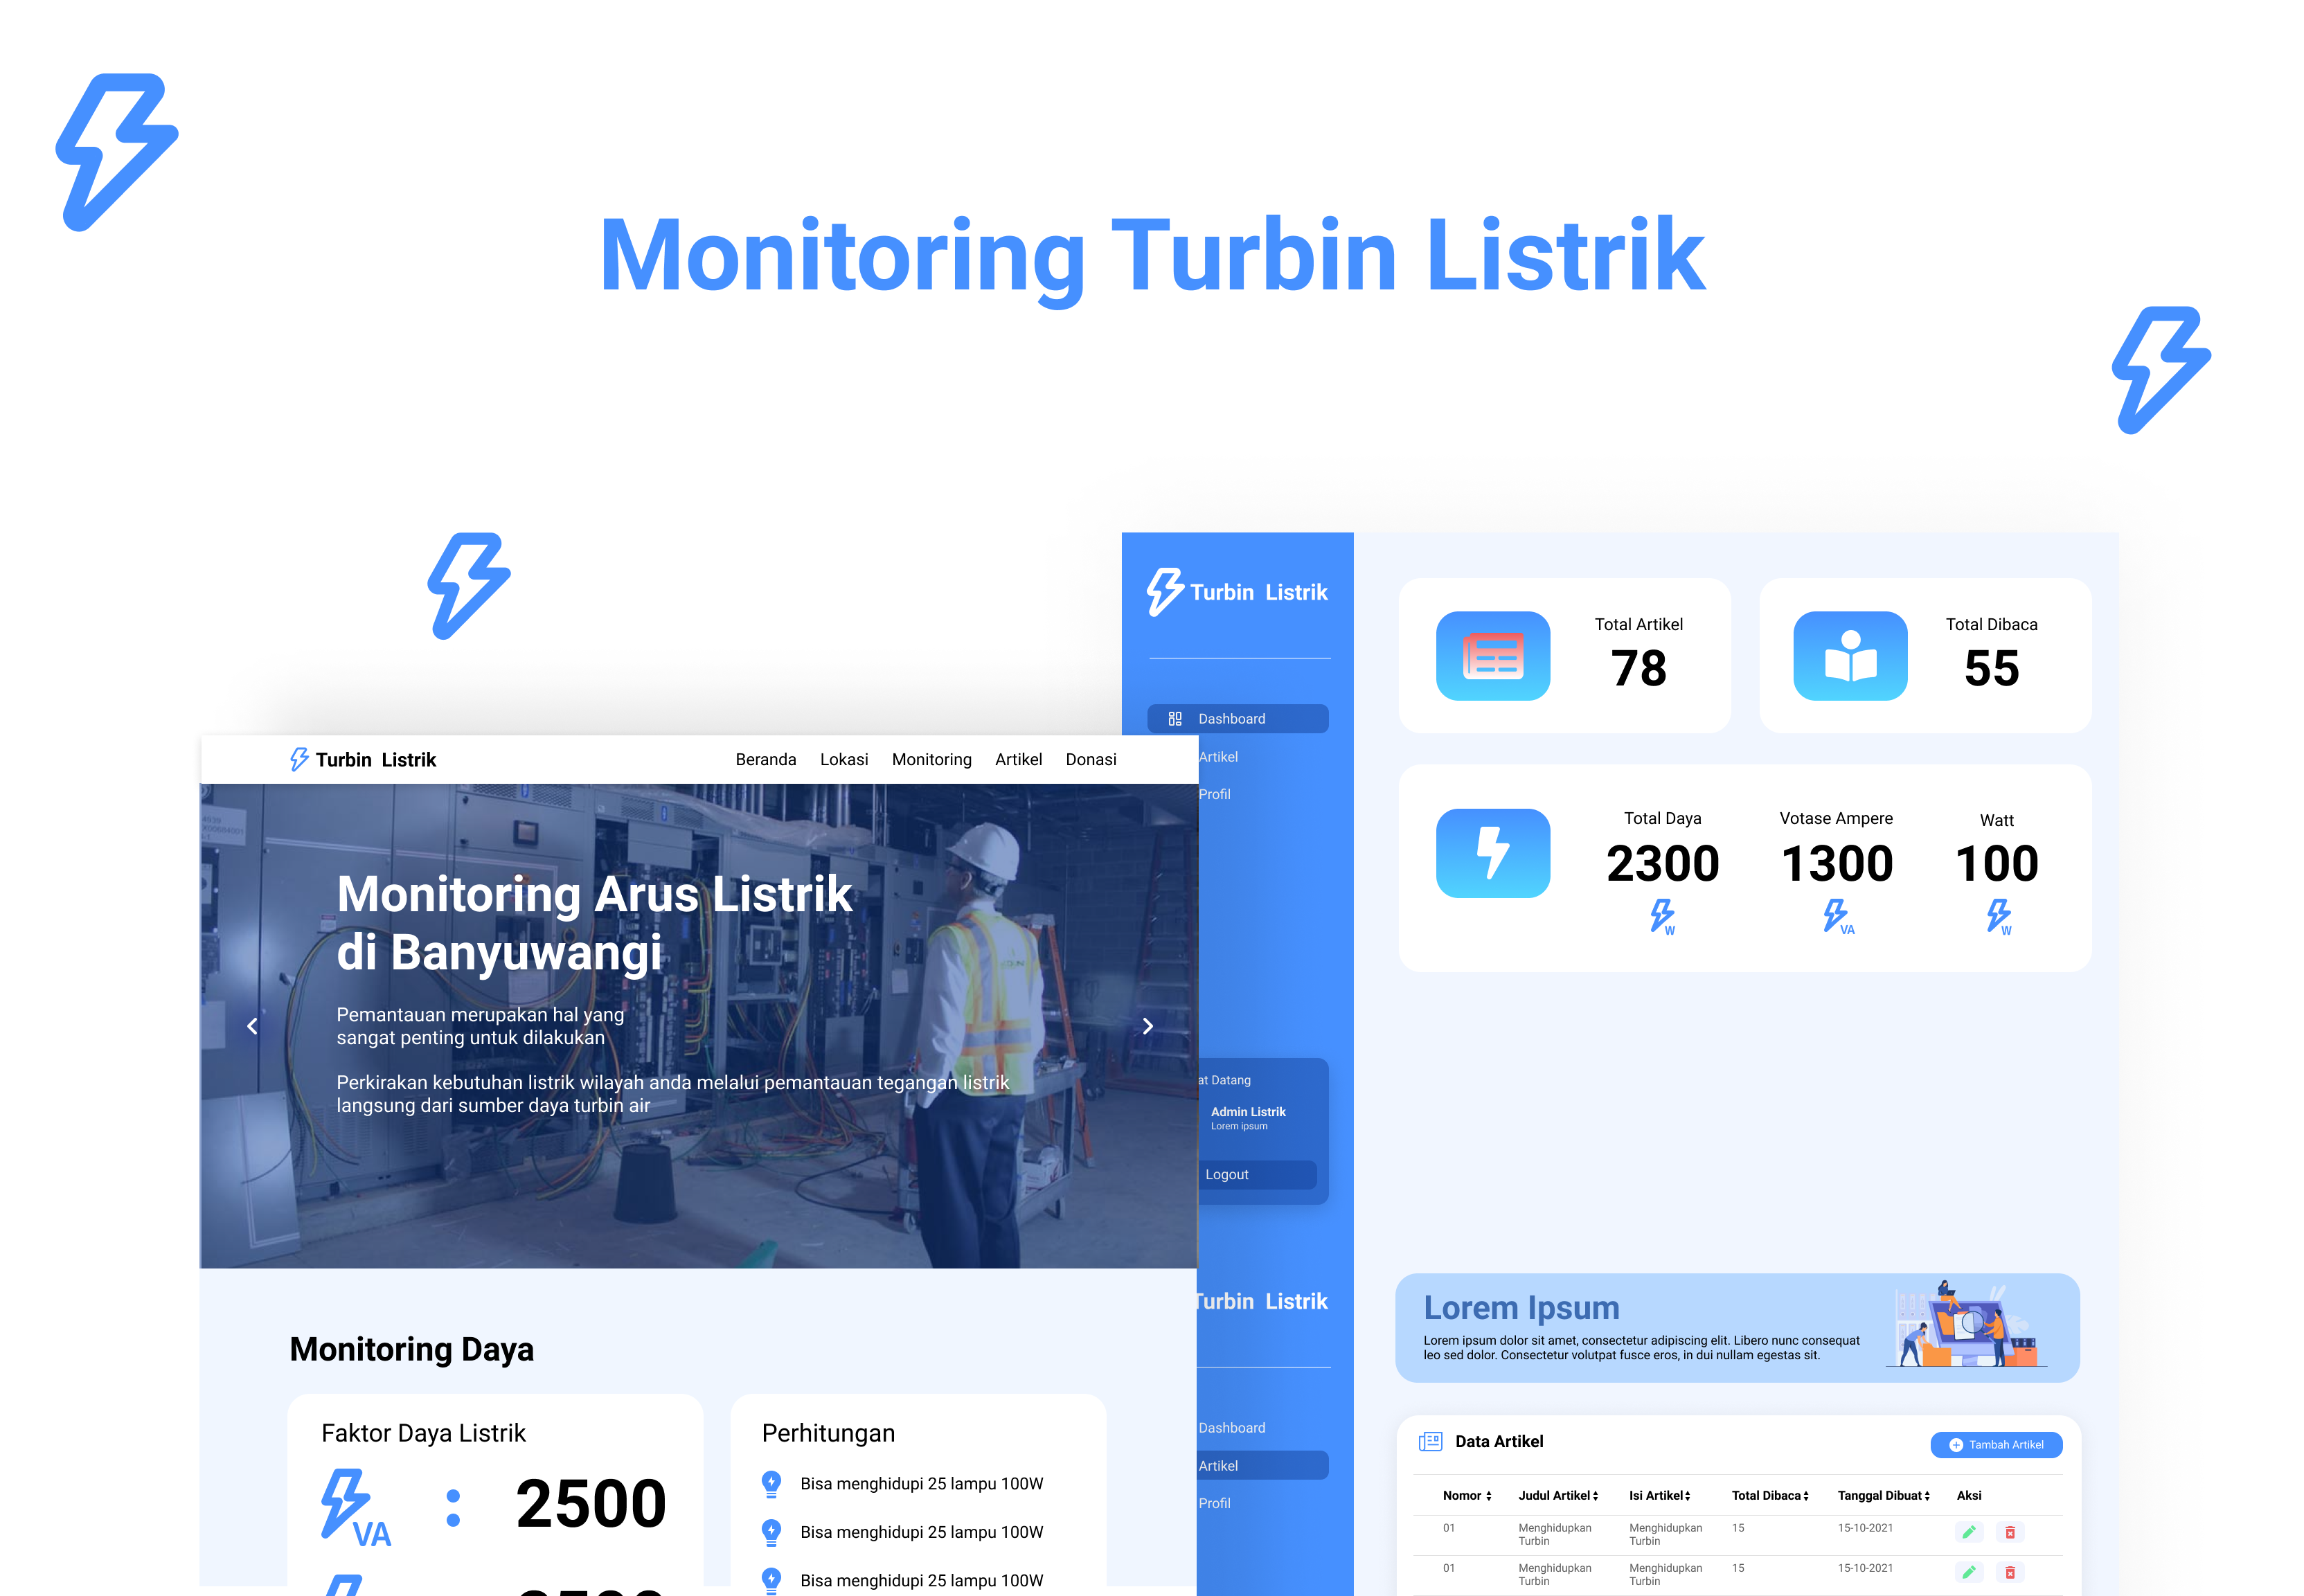 Monitoring Turbin Listrik
Turbin Listrik
Dashboard
Artikel
Profil
at Datang
Admin Listrik
Lorem ipsum
Logout
Total Artikel
78
Total Dibaca
55
Total Daya
2300
W
Votase Ampere
1300
VA
Watt
100
W
Turbin Listrik
Beranda Lokasi Monitoring Artikel Donasi
Monitoring Arus Listrik
di Banyuwangi
Pemantauan merupakan hal yang
sangat penting untuk dilakukan
Perkirakan kebutuhan listrik wilayah anda melalui pemantauan tegangan listrik
langsung dari sumber daya turbin air
Monitoring Daya
Faktor Daya Listrik
VA : 2500
Perhitungan
Bisa menghidupi 25 lampu 100W
Bisa menghidupi 25 lampu 100W
Bisa menghidupi 25 lampu 100W
Turbin Listrik
Dashboard
Artikel
Profil
Lorem Ipsum
Lorem ipsum dolor sit amet, consectetur adipiscing elit. Libero nunc consequat
leo sed dolor. Consectetur volutpat fusce eros, in dui nullam egestas sit.
Data Artikel
Tambah Artikel
Nomor Judul Artikel Isi Artikel Total Dibaca Tanggal Dibuat Aksi
01 Menghidupkan Menghidupkan 15 15-10-2021
Turbin Turbin
01 Menghidupkan Menghidupkan 15 15-10-2021
Turbin Turbin